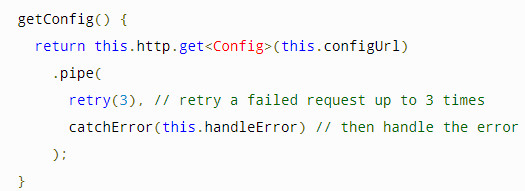 getConfig() {
return this.http.get<Config>(this.configUrl)
.pipe(
retry(3), // retry a failed request up to 3 times
catchError(this.handleError) // then handle the error
);
}